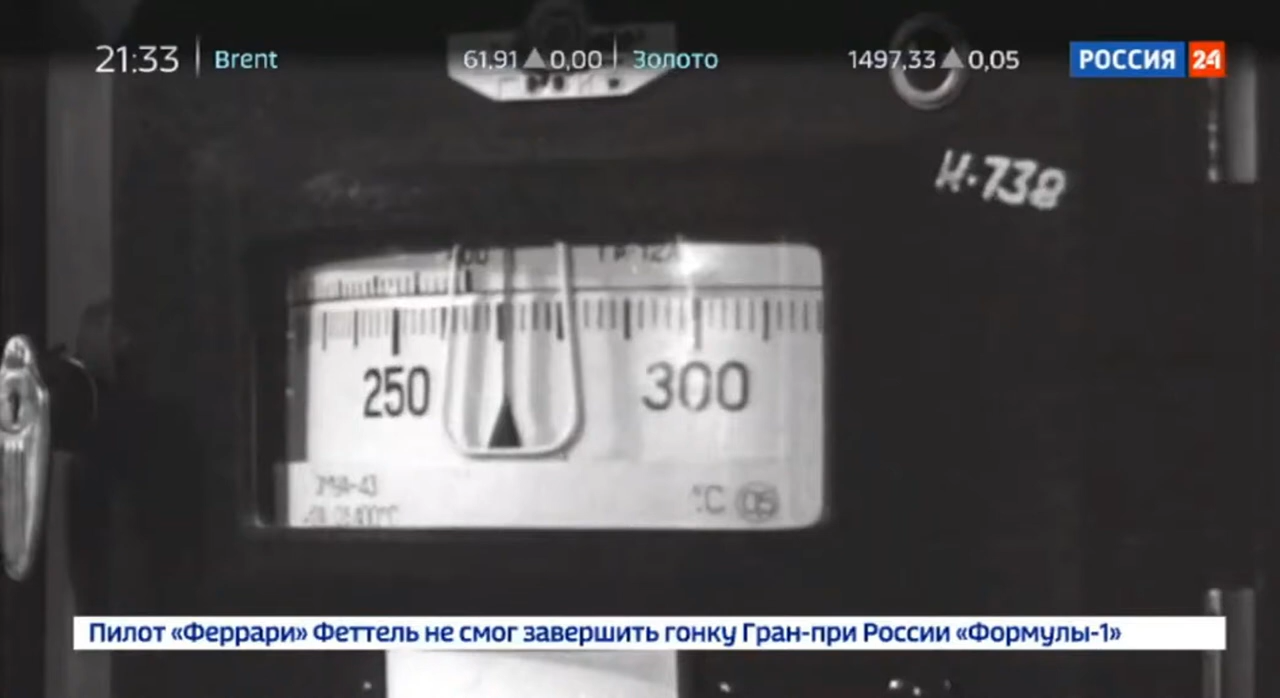 21:33 Brent 61,91 ▲ 0,00 Золото 1497,33 ▲ 0,05 РОССИЯ 24
И-738
250 300
°C 05
Пилот «Феррари» Феттель не смог завершить гонку Гран-при России «Формулы-1»